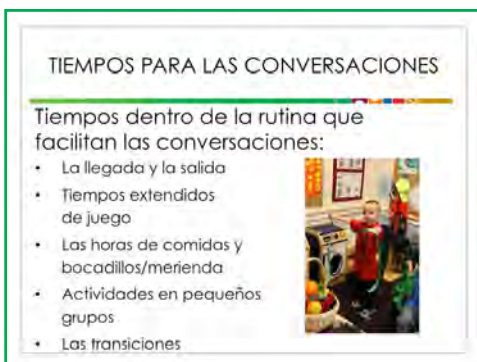 TIEMPOS PARA LAS CONVERSACIONES
Tiempos dentro de la rutina que
facilitan las conversaciones:
• La llegada y la salida
• Tiempos extendidos
de juego
• Las horas de comidas y
bocadillos/merienda
• Actividades en pequeños
grupos
• Las transiciones